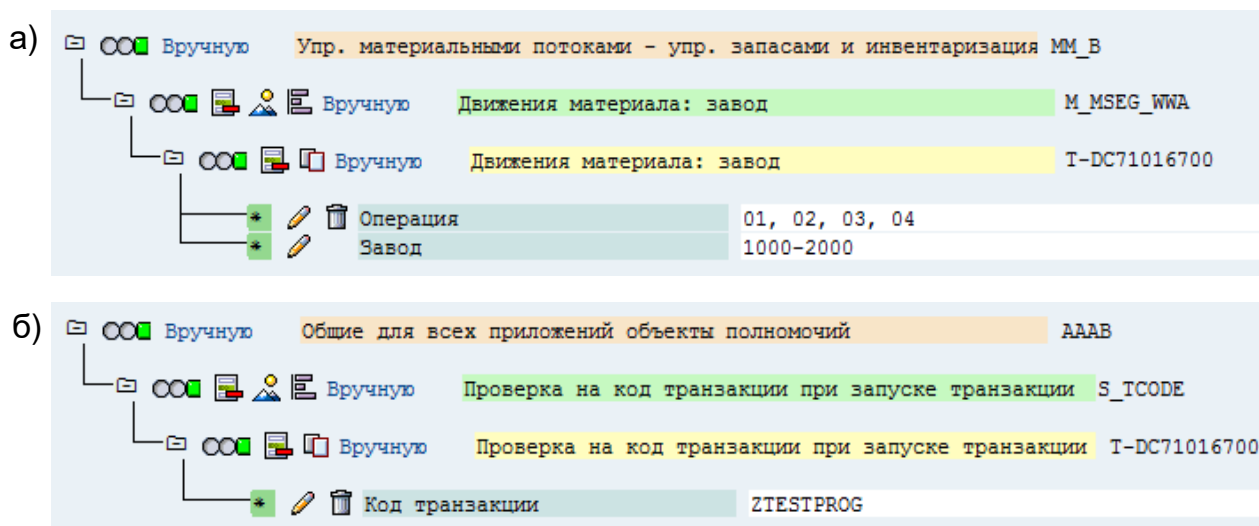 а) Вручную Упр. материальными потоками - упр. запасами и инвентаризация MM_B
Вручную Движения материала: завод M_MSEG_WWA
Вручную Движения материала: завод T-DC71016700
Операция 01, 02, 03, 04
Завод 1000-2000
б) Вручную Общие для всех приложений объекты полномочий AAAB
Вручную Проверка на код транзакции при запуске транзакции S_TCODE
Вручную Проверка на код транзакции при запуске транзакции T-DC71016700
Код транзакции ZTESTPROG